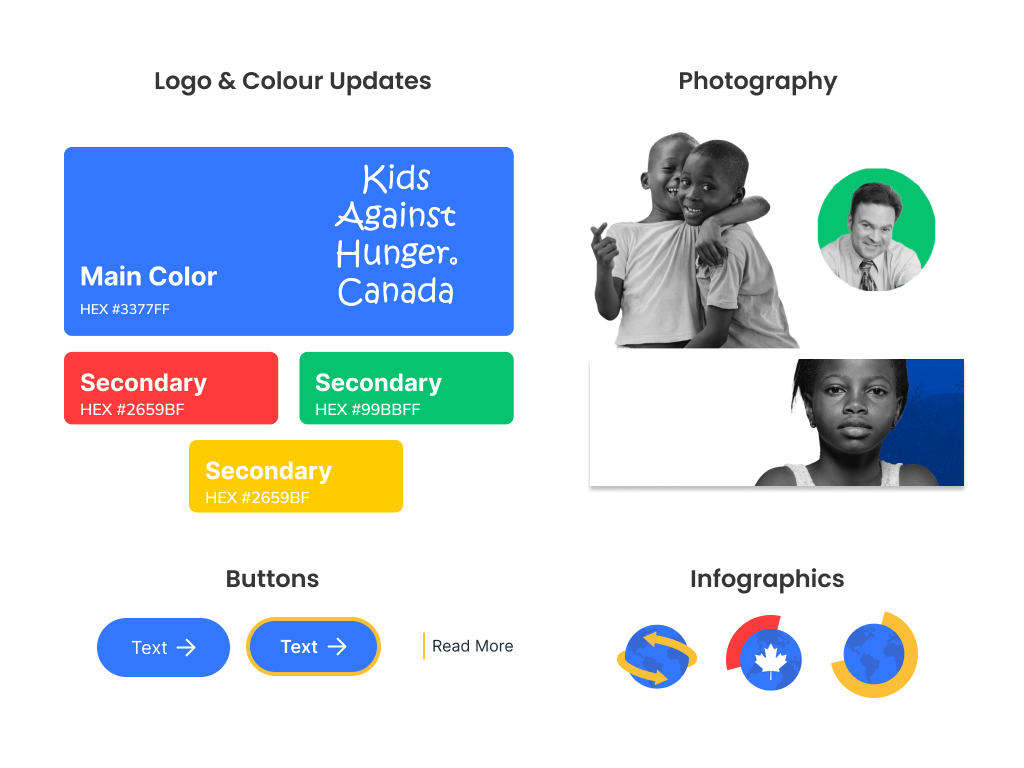 Logo & Colour Updates
Photography
Kids
Against
Hunger.
Canada
Main Color
HEX #3377FF
Secondary
HEX #2659BF
Secondary
HEX #99BBFF
Secondary
HEX #2659BF
Buttons
Infographics
Text
Text
Read More